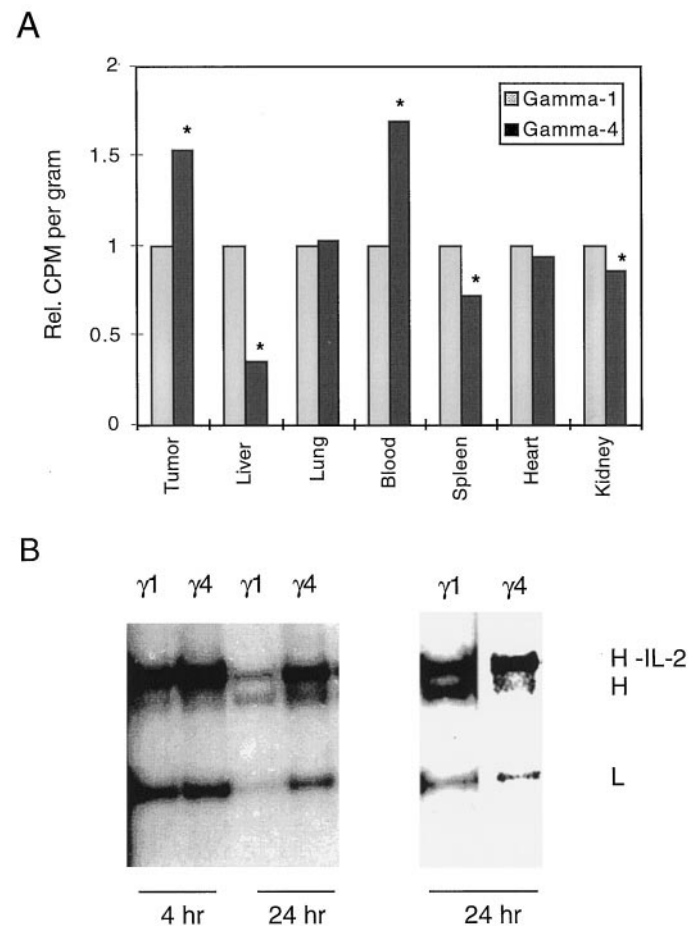 A
2
1.5
1
0.5
0
Rel. CPM per gram
Gamma-1
Gamma-4
*
*
*
*
*
Tumor
Liver
Lung
Blood
Spleen
Heart
Kidney
B
γ1 γ4 γ1 γ4
γ1 γ4
H -IL-2
H
L
4 hr 24 hr
24 hr